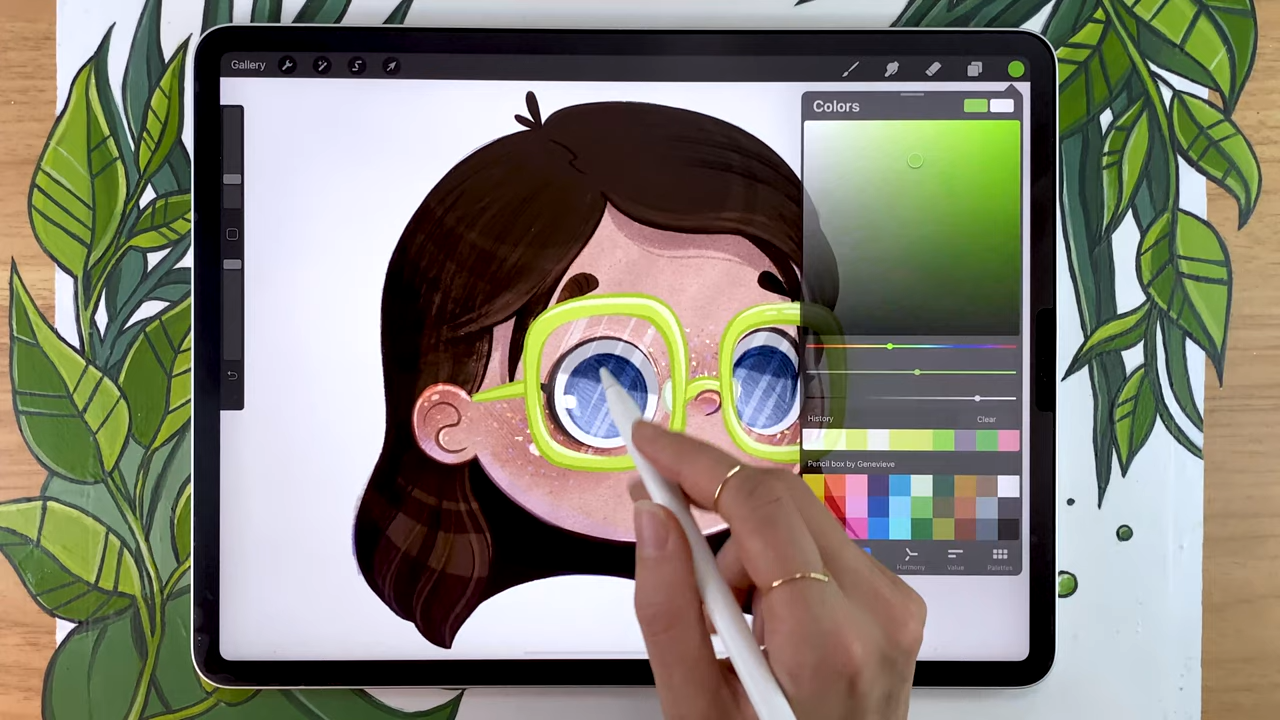 Gallery
Colors
History Clear
Pencil box by Genevieve
Harmony Value Palettes